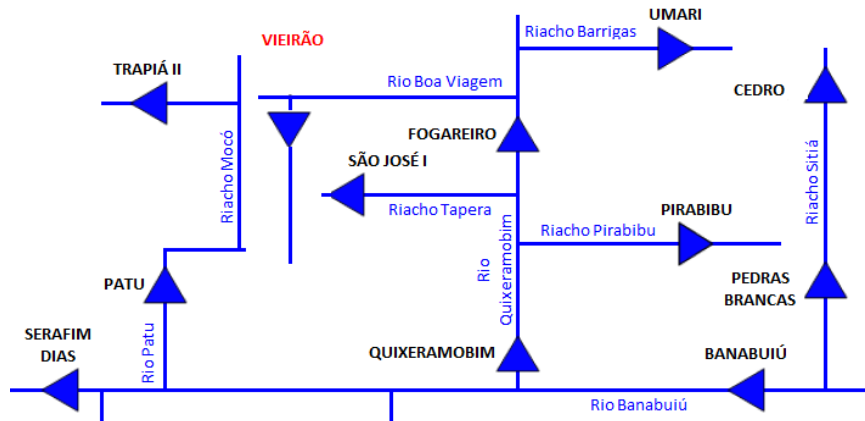 UMARI
Riacho Barrigas
VIEIRÃO
TRAPIÁ II
Rio Boa Viagem
CEDRO
FOGAREIRO
Riacho Mocó
SÃO JOSÉ I
Riacho Sitiá
Riacho Tapera
PIRABIBU
Riacho Pirabibu
Rio
Quixeramobim
PATU
PEDRAS
BRANCAS
SERAFIM
DIAS
Rio Patu
QUIXERAMOBIM
BANABUIÚ
Rio Banabuiú